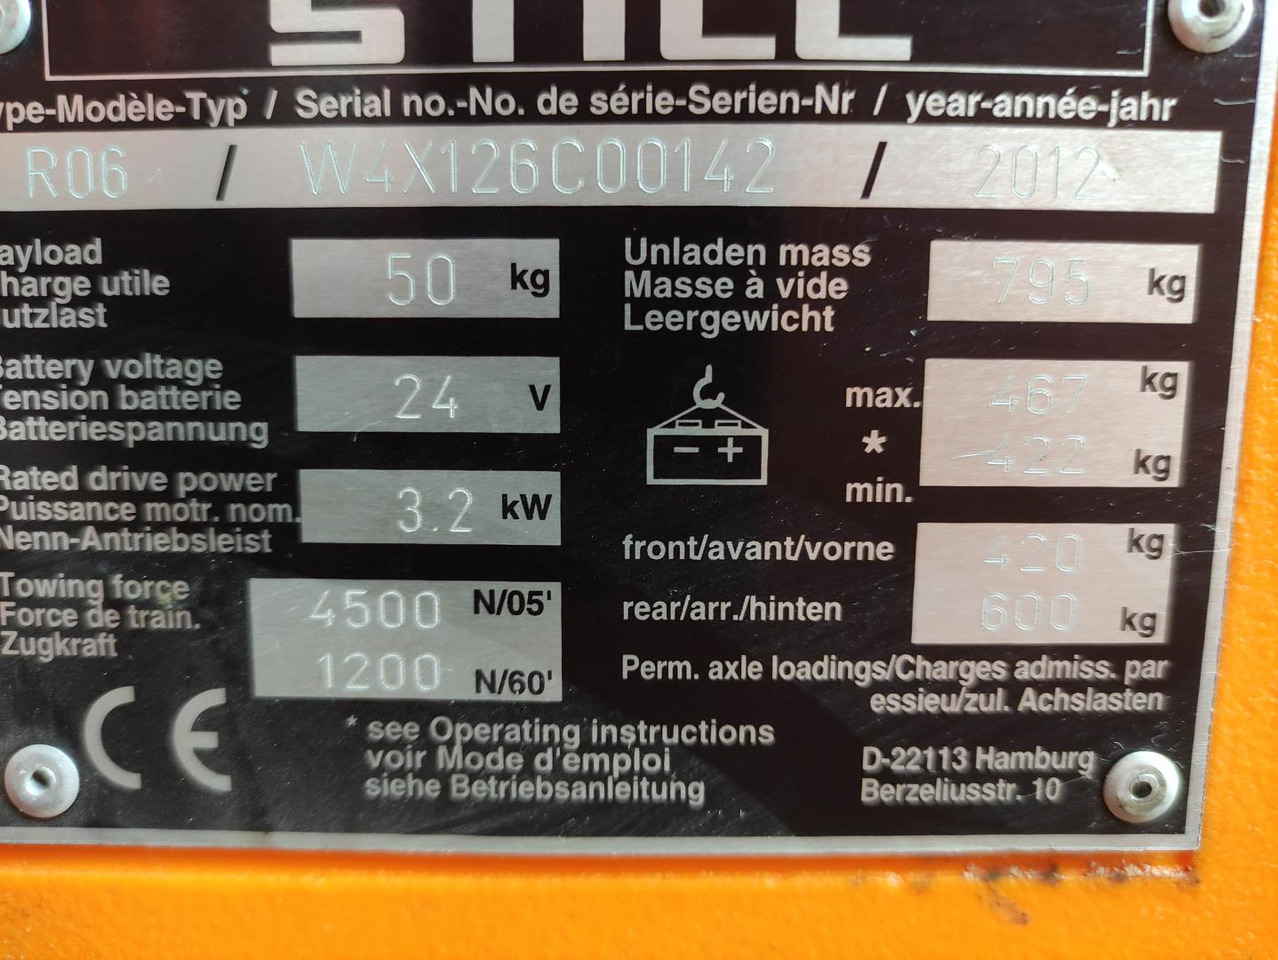 STILL
ype-Modèle-Typ / Serial no.-No. de série-Serien-Nr / year-année-jahr
R06 / W4X126C00142 / 2012
ayload
harge utile
utzlast
50 kg
Unladen mass
Masse à vide
Leergewicht
795 kg
Battery voltage
Tension batterie
Batteriespannung
24 V
max. 467 kg
*
422 kg
min.
- +
Rated drive power
Puissance motr. nom.
Nenn-Antriebsleist
3.2 kW
front/avant/vorne 420 kg
rear/arr./hinten 600 kg
Perm. axle loadings/Charges admiss. par
essieu/zul. Achslasten
Towing force
Force de train.
Zugkraft
4500 N/05'
1200 N/60'
CE
* see Operating instructions
voir Mode d'emploi
siehe Betriebsanleitung
D-22113 Hamburg
Berzeliusstr. 10